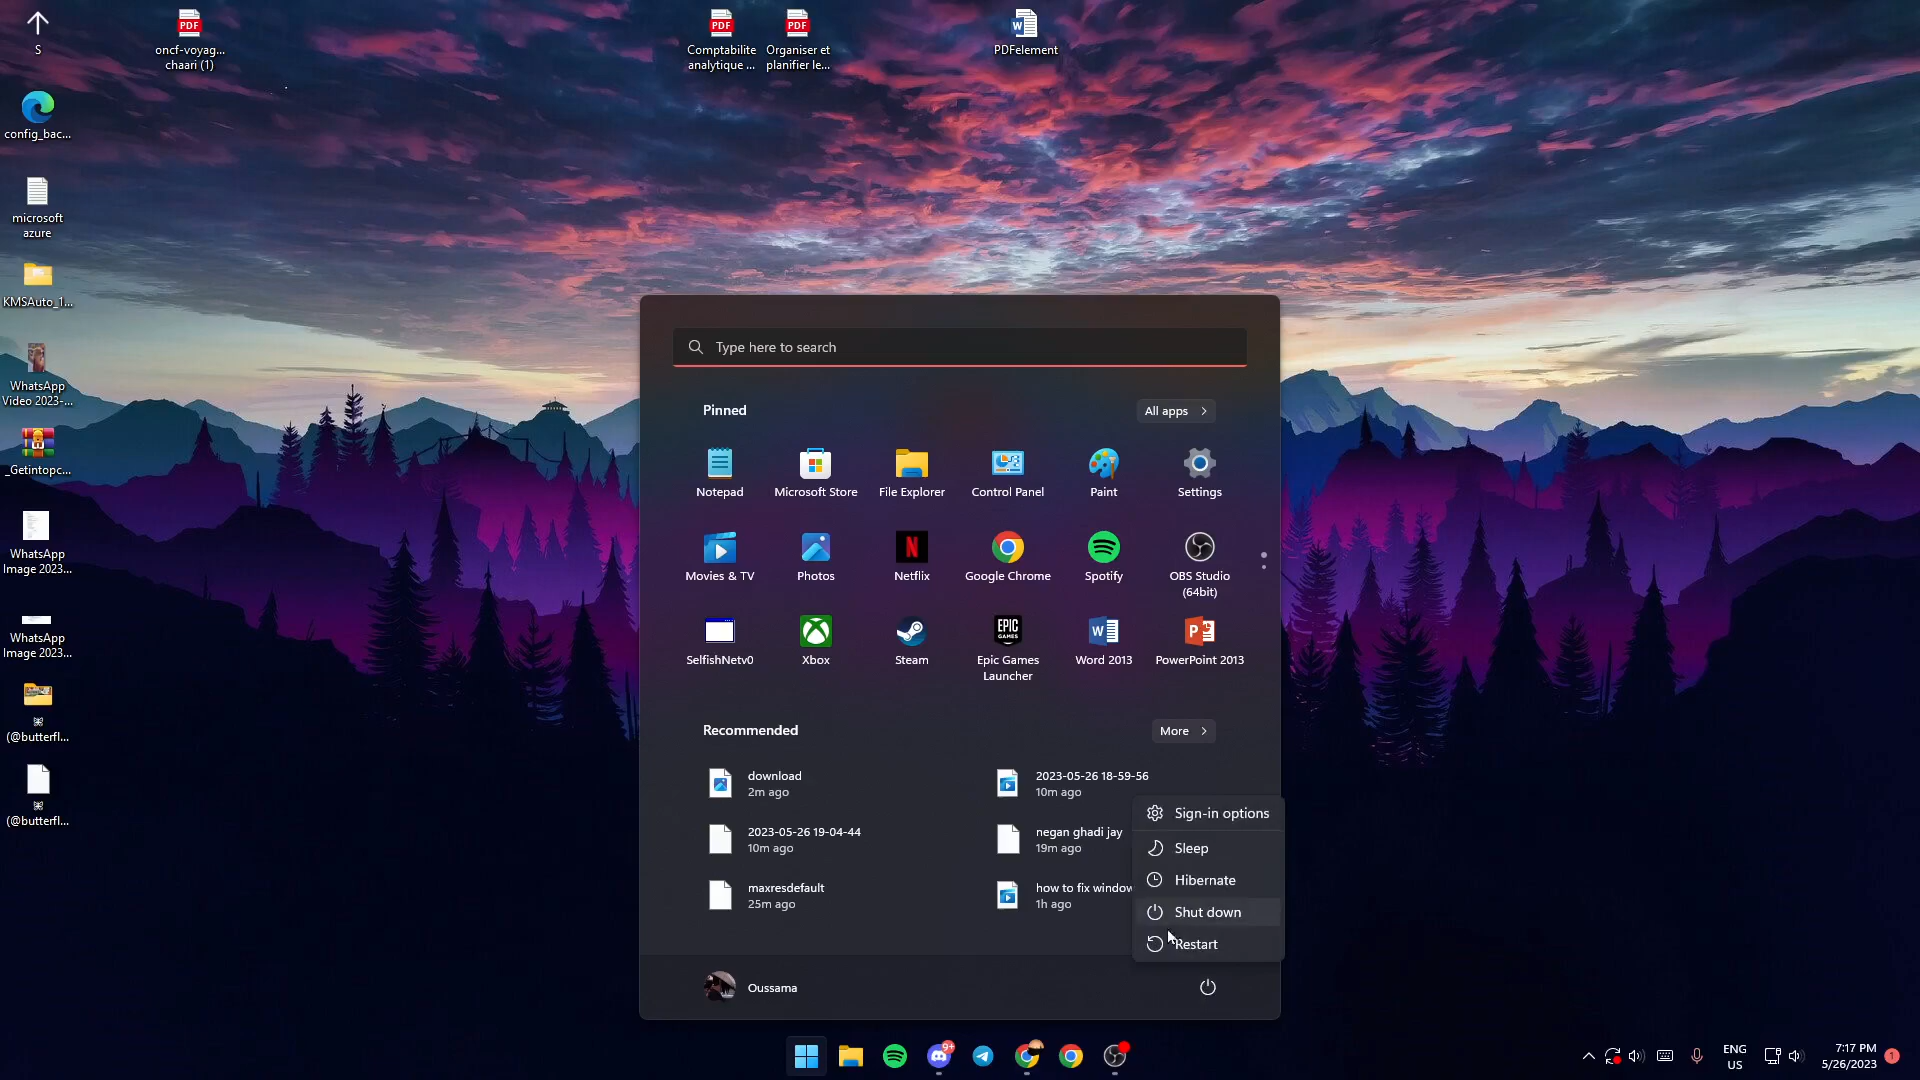 S
oncf-voyag...
chaari (1)
Comptabilite
analytique ...
Organiser et
planifier le...
PDFelement
config_bac...
microsoft
azure
KMSAuto_1...
WhatsApp
Video 2023-...
_Getintopc...
WhatsApp
Image 2023...
WhatsApp
Image 2023...
(@butterfl...
(@butterfl...
Type here to search
Pinned
All apps
Notepad
Microsoft Store
File Explorer
Control Panel
Paint
Settings
Movies & TV
Photos
Netflix
Google Chrome
Spotify
OBS Studio
(64bit)
SelfishNetv0
Xbox
Steam
Epic Games
Launcher
Word 2013
PowerPoint 2013
Recommended
More
download
2m ago
2023-05-26 18-59-56
10m ago
2023-05-26 19-04-44
10m ago
negan ghadi jay
19m ago
maxresdefault
25m ago
how to fix window
1h ago
Sign-in options
Sleep
Hibernate
Shut down
Restart
Oussama
9+
ENG
US
7:17 PM
5/26/2023
1